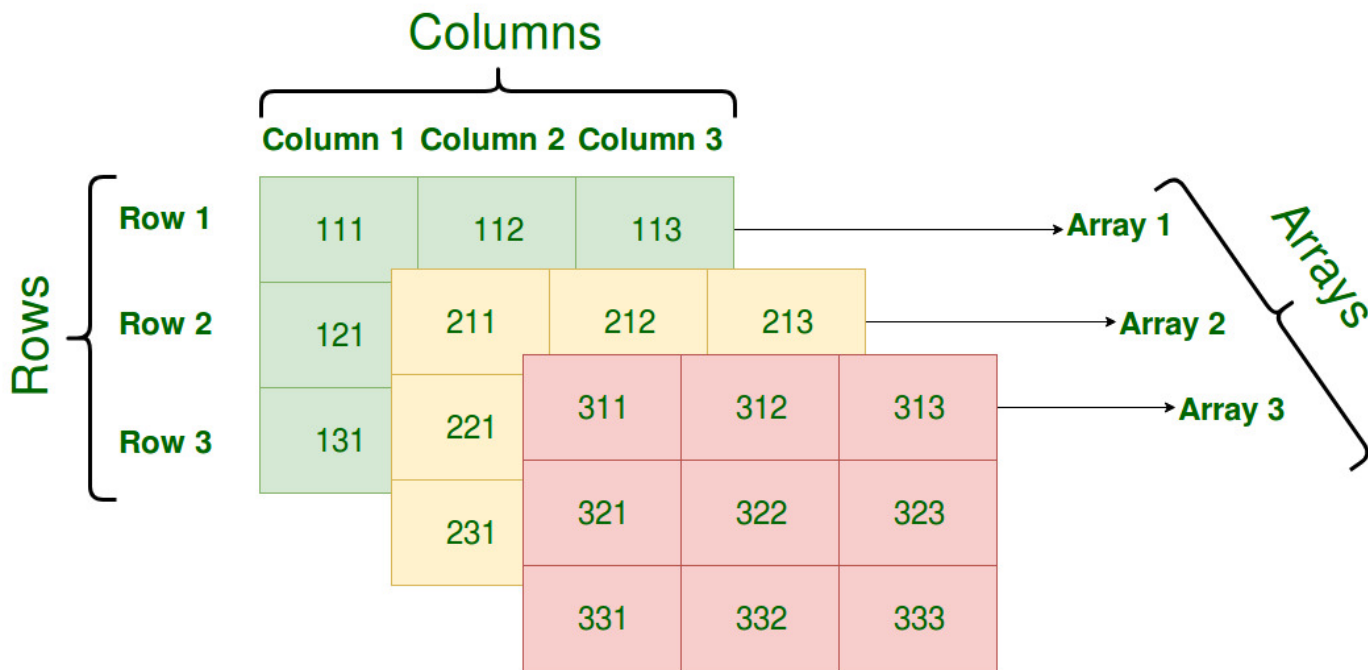 Columns
Column 1 Column 2 Column 3
Row 1 111 112 113 Array 1
Arrays
Rows
Row 2 121 211 212 213 Array 2
311 312 313 Array 3
Row 3 131 221
321 322 323
231
331 332 333